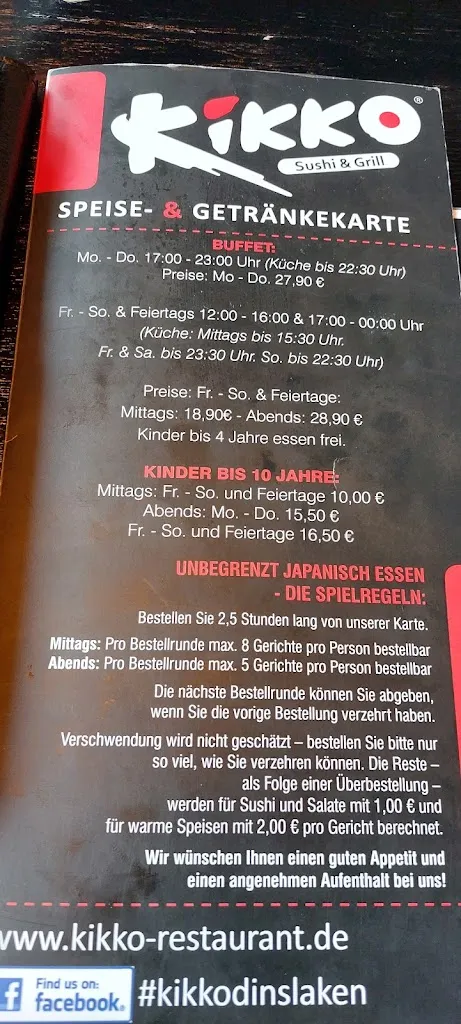 KIKKO®
Sushi & Grill
SPEISE- & GETRÄNKEKARTE
BUFFET:
Mo. - Do. 17:00 - 23:00 Uhr (Küche bis 22:30 Uhr)
Preise: Mo - Do. 27,90 €
Fr. - So. & Feiertags 12:00 - 16:00 & 17:00 - 00:00 Uhr
(Küche: Mittags bis 15:30 Uhr.
Fr. & Sa. bis 23:30 Uhr. So. bis 22:30 Uhr)
Preise: Fr. - So. & Feiertage:
Mittags: 18,90€ - Abends: 28,90 €
Kinder bis 4 Jahre essen frei.
KINDER BIS 10 JAHRE:
Mittags: Fr. - So. und Feiertage 10,00 €
Abends: Mo. - Do. 15,50 €
Fr. - So. und Feiertage 16,50 €
UNBEGRENZT JAPANISCH ESSEN
- DIE SPIELREGELN:
Bestellen Sie 2,5 Stunden lang von unserer Karte.
Mittags: Pro Bestellrunde max. 8 Gerichte pro Person bestellbar
Abends: Pro Bestellrunde max. 5 Gerichte pro Person bestellbar
Die nächste Bestellrunde können Sie abgeben,
wenn Sie die vorige Bestellung verzehrt haben.
Verschwendung wird nicht geschätzt – bestellen Sie bitte nur
so viel, wie Sie verzehren können. Die Reste –
als Folge einer Überbestellung –
werden für Sushi und Salate mit 1,00 € und
für warme Speisen mit 2,00 € pro Gericht berechnet.
Wir wünschen Ihnen einen guten Appetit und
einen angenehmen Aufenthalt bei uns!
www.kikko-restaurant.de
f Find us on:
facebook®
#kikkodinslaken